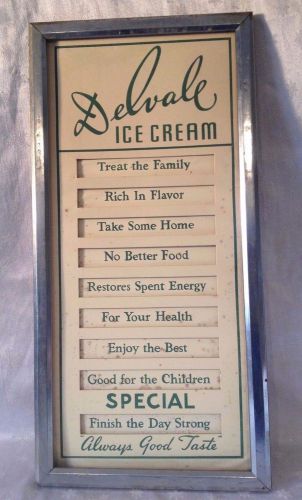 Delvale
ICE CREAM
Treat the Family
Rich In Flavor
Take Some Home
No Better Food
Restores Spent Energy
For Your Health
Enjoy the Best
Good for the Children
SPECIAL
Finish the Day Strong
"Always Good Taste"